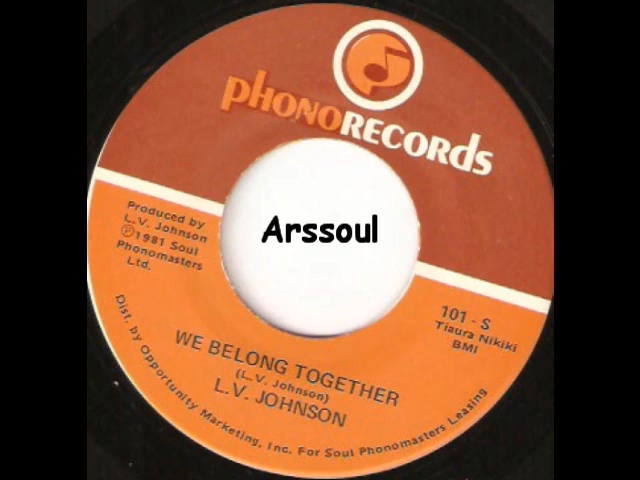 phonoRECORds
Arssoul
Produced by
L.V. Johnson
Ⓟ1981 Soul
Phonomasters
Ltd.
101 - S
Tiaura Nikiki
BMI
WE BELONG TOGETHER
(L.V. Johnson)
L.V. JOHNSON
Dist. by Opportunity Marketing, Inc. For Soul Phonomasters Leasing